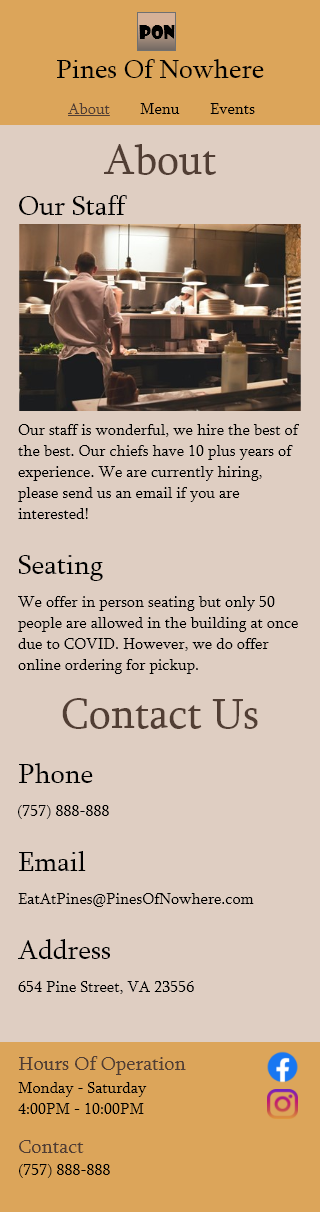 PON
Pines Of Nowhere
About Menu Events
About
Our Staff
Our staff is wonderful, we hire the best of
the best. Our chiefs have 10 plus years of
experience. We are currently hiring,
please send us an email if you are
interested!
Seating
We offer in person seating but only 50
people are allowed in the building at once
due to COVID. However, we do offer
online ordering for pickup.
Contact Us
Phone
(757) 888-888
Email
EatAtPines@PinesOfNowhere.com
Address
654 Pine Street, VA 23556
Hours Of Operation
Monday - Saturday
4:00PM - 10:00PM
Contact
(757) 888-888